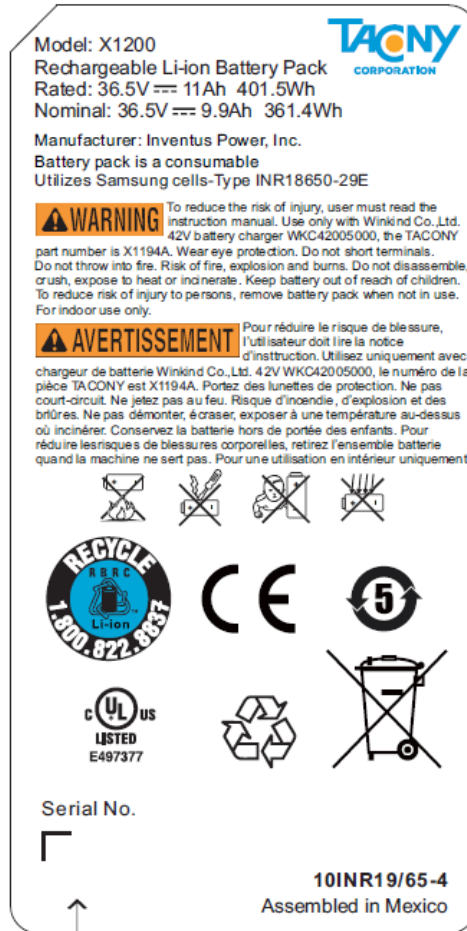 TACNY
CORPORATION
Model: X1200
Rechargeable Li-ion Battery Pack
Rated: 36.5V ⎓ 11Ah 401.5Wh
Nominal: 36.5V ⎓ 9.9Ah 361.4Wh
Manufacturer: Inventus Power, Inc.
Battery pack is a consumable
Utilizes Samsung cells-Type INR18650-29E
WARNING To reduce the risk of injury, user must read the
instruction manual. Use only with Winkind Co.,Ltd.
42V battery charger WKC42005000, the TACONY
part number is X1194A. Wear eye protection. Do not short terminals.
Do not throw into fire. Risk of fire, explosion and burns. Do not disassemble,
crush, expose to heat or incinerate. Keep battery out of reach of children.
To reduce risk of injury to persons, remove battery pack when not in use.
For indoor use only.
AVERTISSEMENT Pour réduire le risque de blessure,
l'utilisateur doit lire la notice
d'insttruction. Utilisez uniquement avec
chargeur de batterie Winkind Co.,Ltd. 42V WKC42005000, le numéro de la
pièce TACONY est X1194A. Portez des lunettes de protection. Ne pas
court-circuit. Ne jetez pas au feu. Risque d'incendie, d'explosion et des
brlûres. Ne pas démonter, écraser, exposer à une température au-dessus
où incinérer. Conservez la batterie hors de portée des enfants. Pour
réduire lesrisques de blessures corporelles, retirez l'ensemble batterie
quand la machine ne sert pas. Pour une utilisation en intérieur uniquement
RECYCLE
RBRC
Li-ion
1.800.822.8837
CE
5
C UL US
LISTED
E497377
Serial No.
10INR19/65-4
Assembled in Mexico